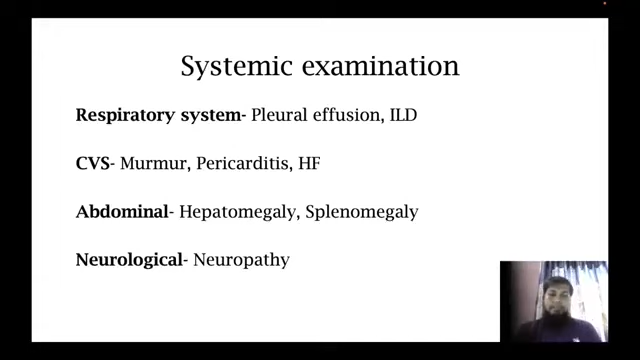 Systemic examination
Respiratory system- Pleural effusion, ILD
CVS- Murmur, Pericarditis, HF
Abdominal- Hepatomegaly, Splenomegaly
Neurological- Neuropathy